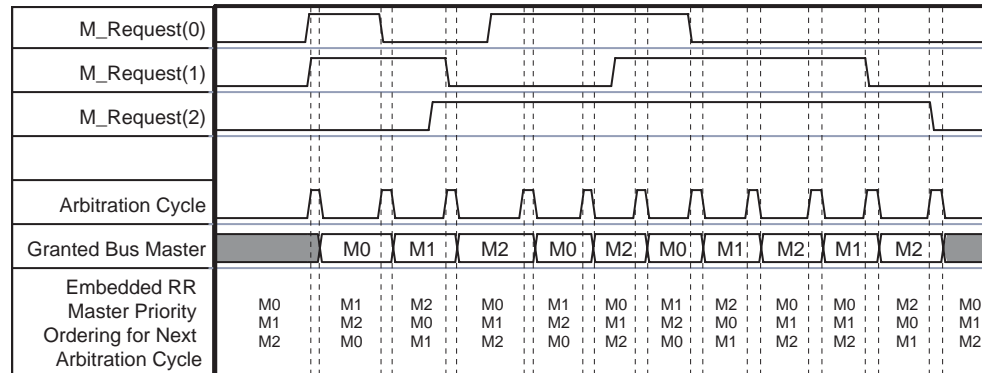 M_Request(0)
M_Request(1)
M_Request(2)
Arbitration Cycle
Granted Bus Master M0 M1 M2 M0 M2 M0 M1 M2 M1 M2
Embedded RR
Master Priority
Ordering for Next
Arbitration Cycle
M0 M1 M2 M0 M1 M0 M1 M2 M0 M0 M2 M0
M1 M2 M0 M1 M2 M1 M2 M0 M1 M1 M0 M1
M2 M0 M1 M2 M0 M2 M0 M1 M2 M2 M1 M2